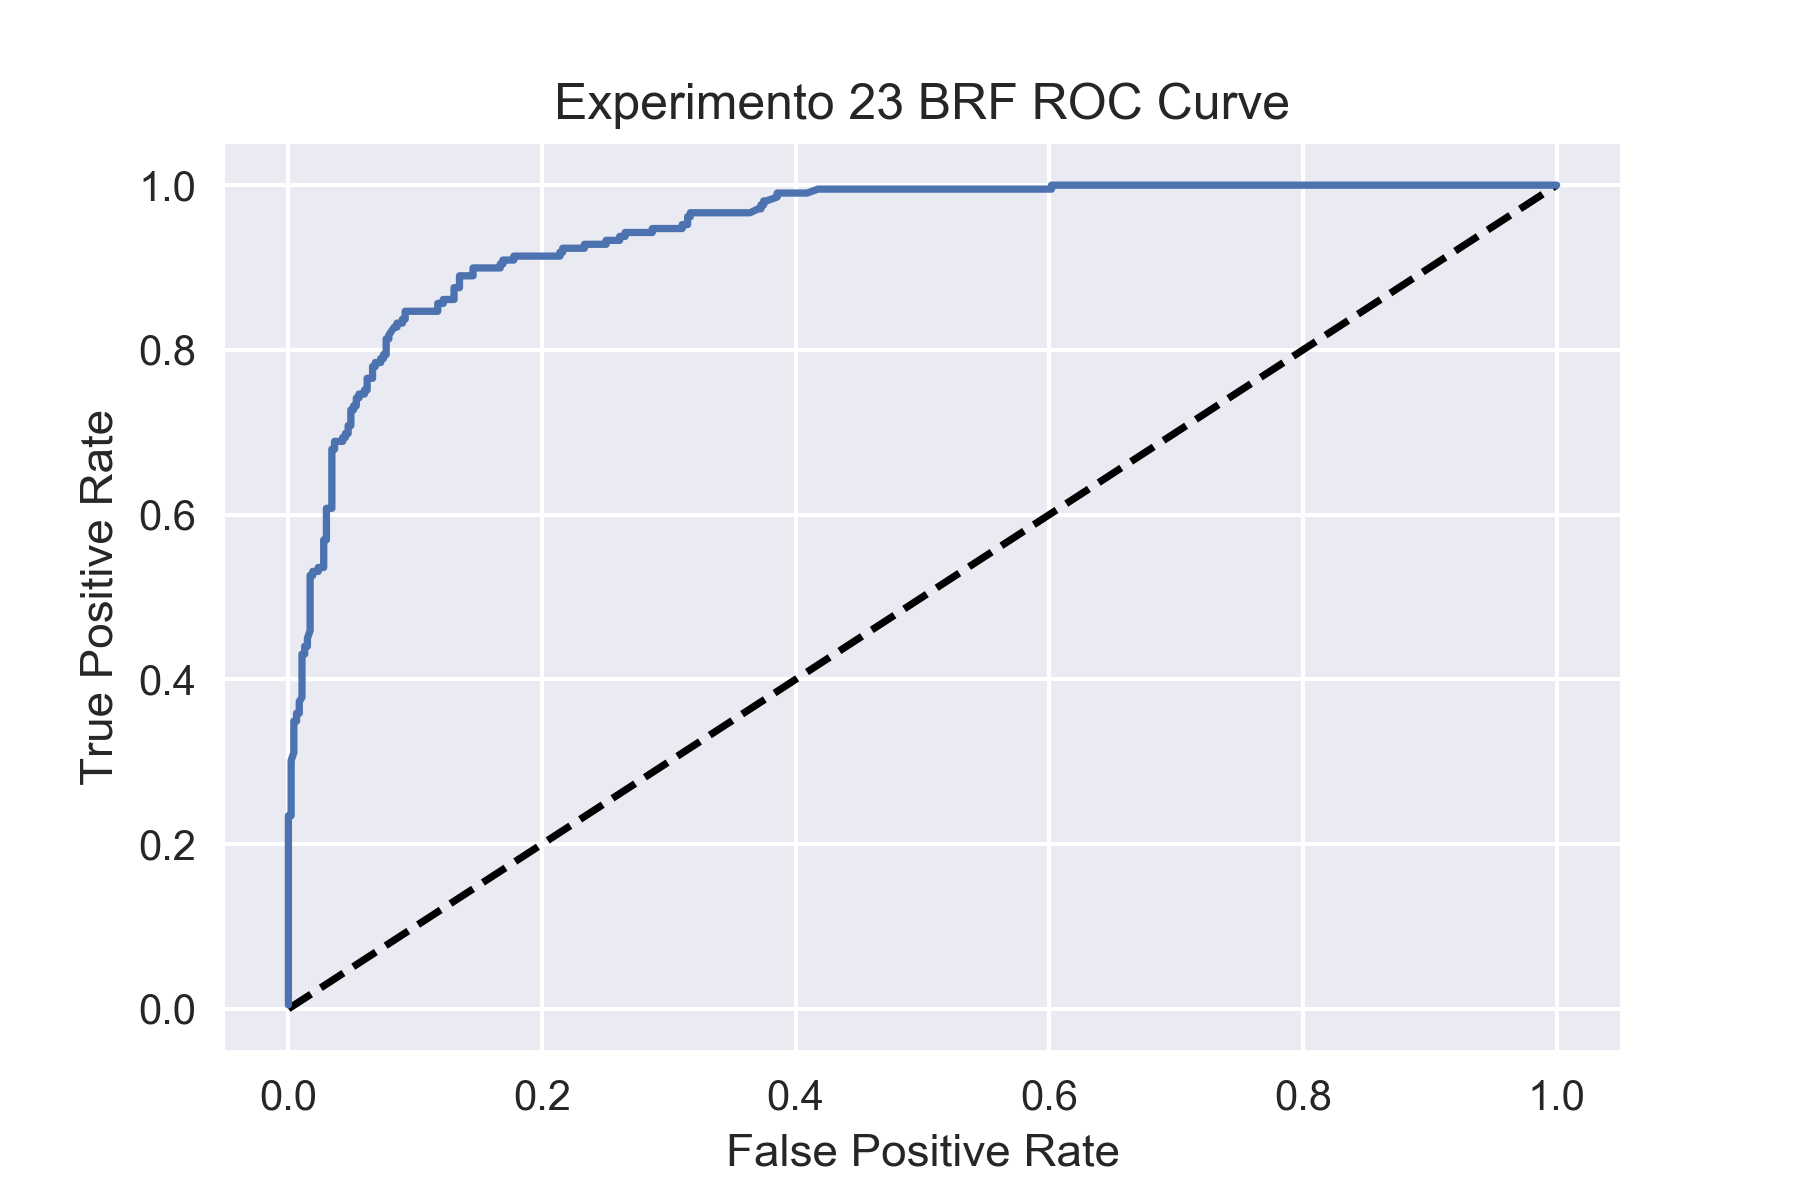 Experimento 23 BRF ROC Curve
1.0
0.8
0.6
0.4
0.2
0.0
True Positive Rate
0.0 0.2 0.4 0.6 0.8 1.0
False Positive Rate